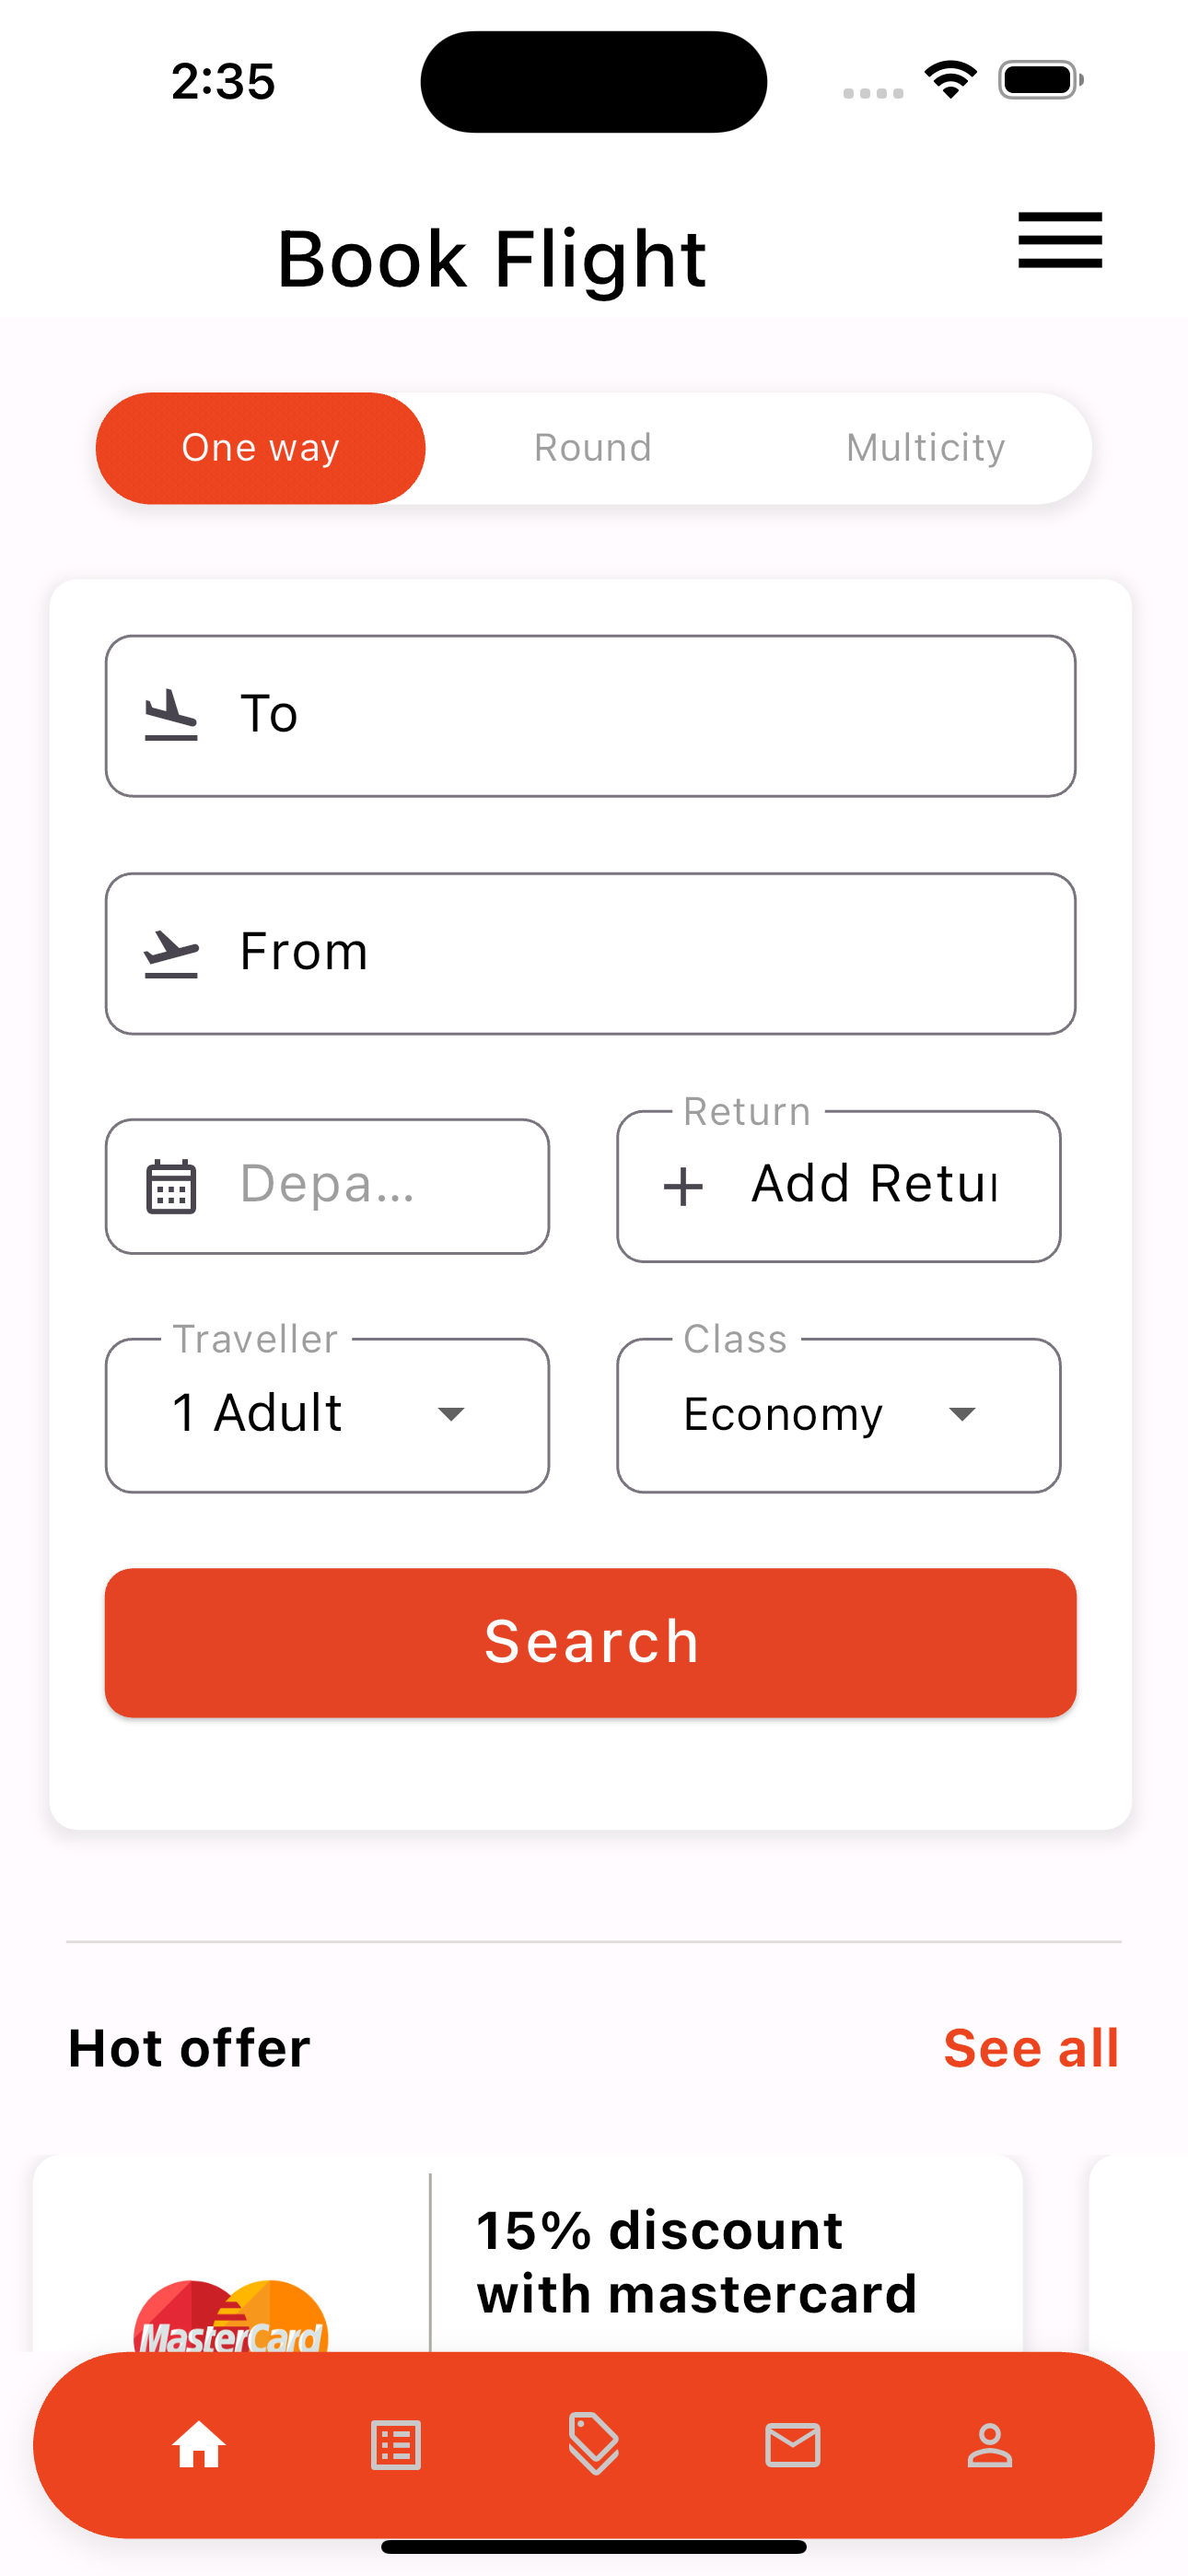 2:35
Book Flight
One way Round Multicity
To
From
Depa... Return
Add Retur
Traveller Class
1 Adult Economy
Search
Hot offer See all
15% discount
with mastercard
MasterCard